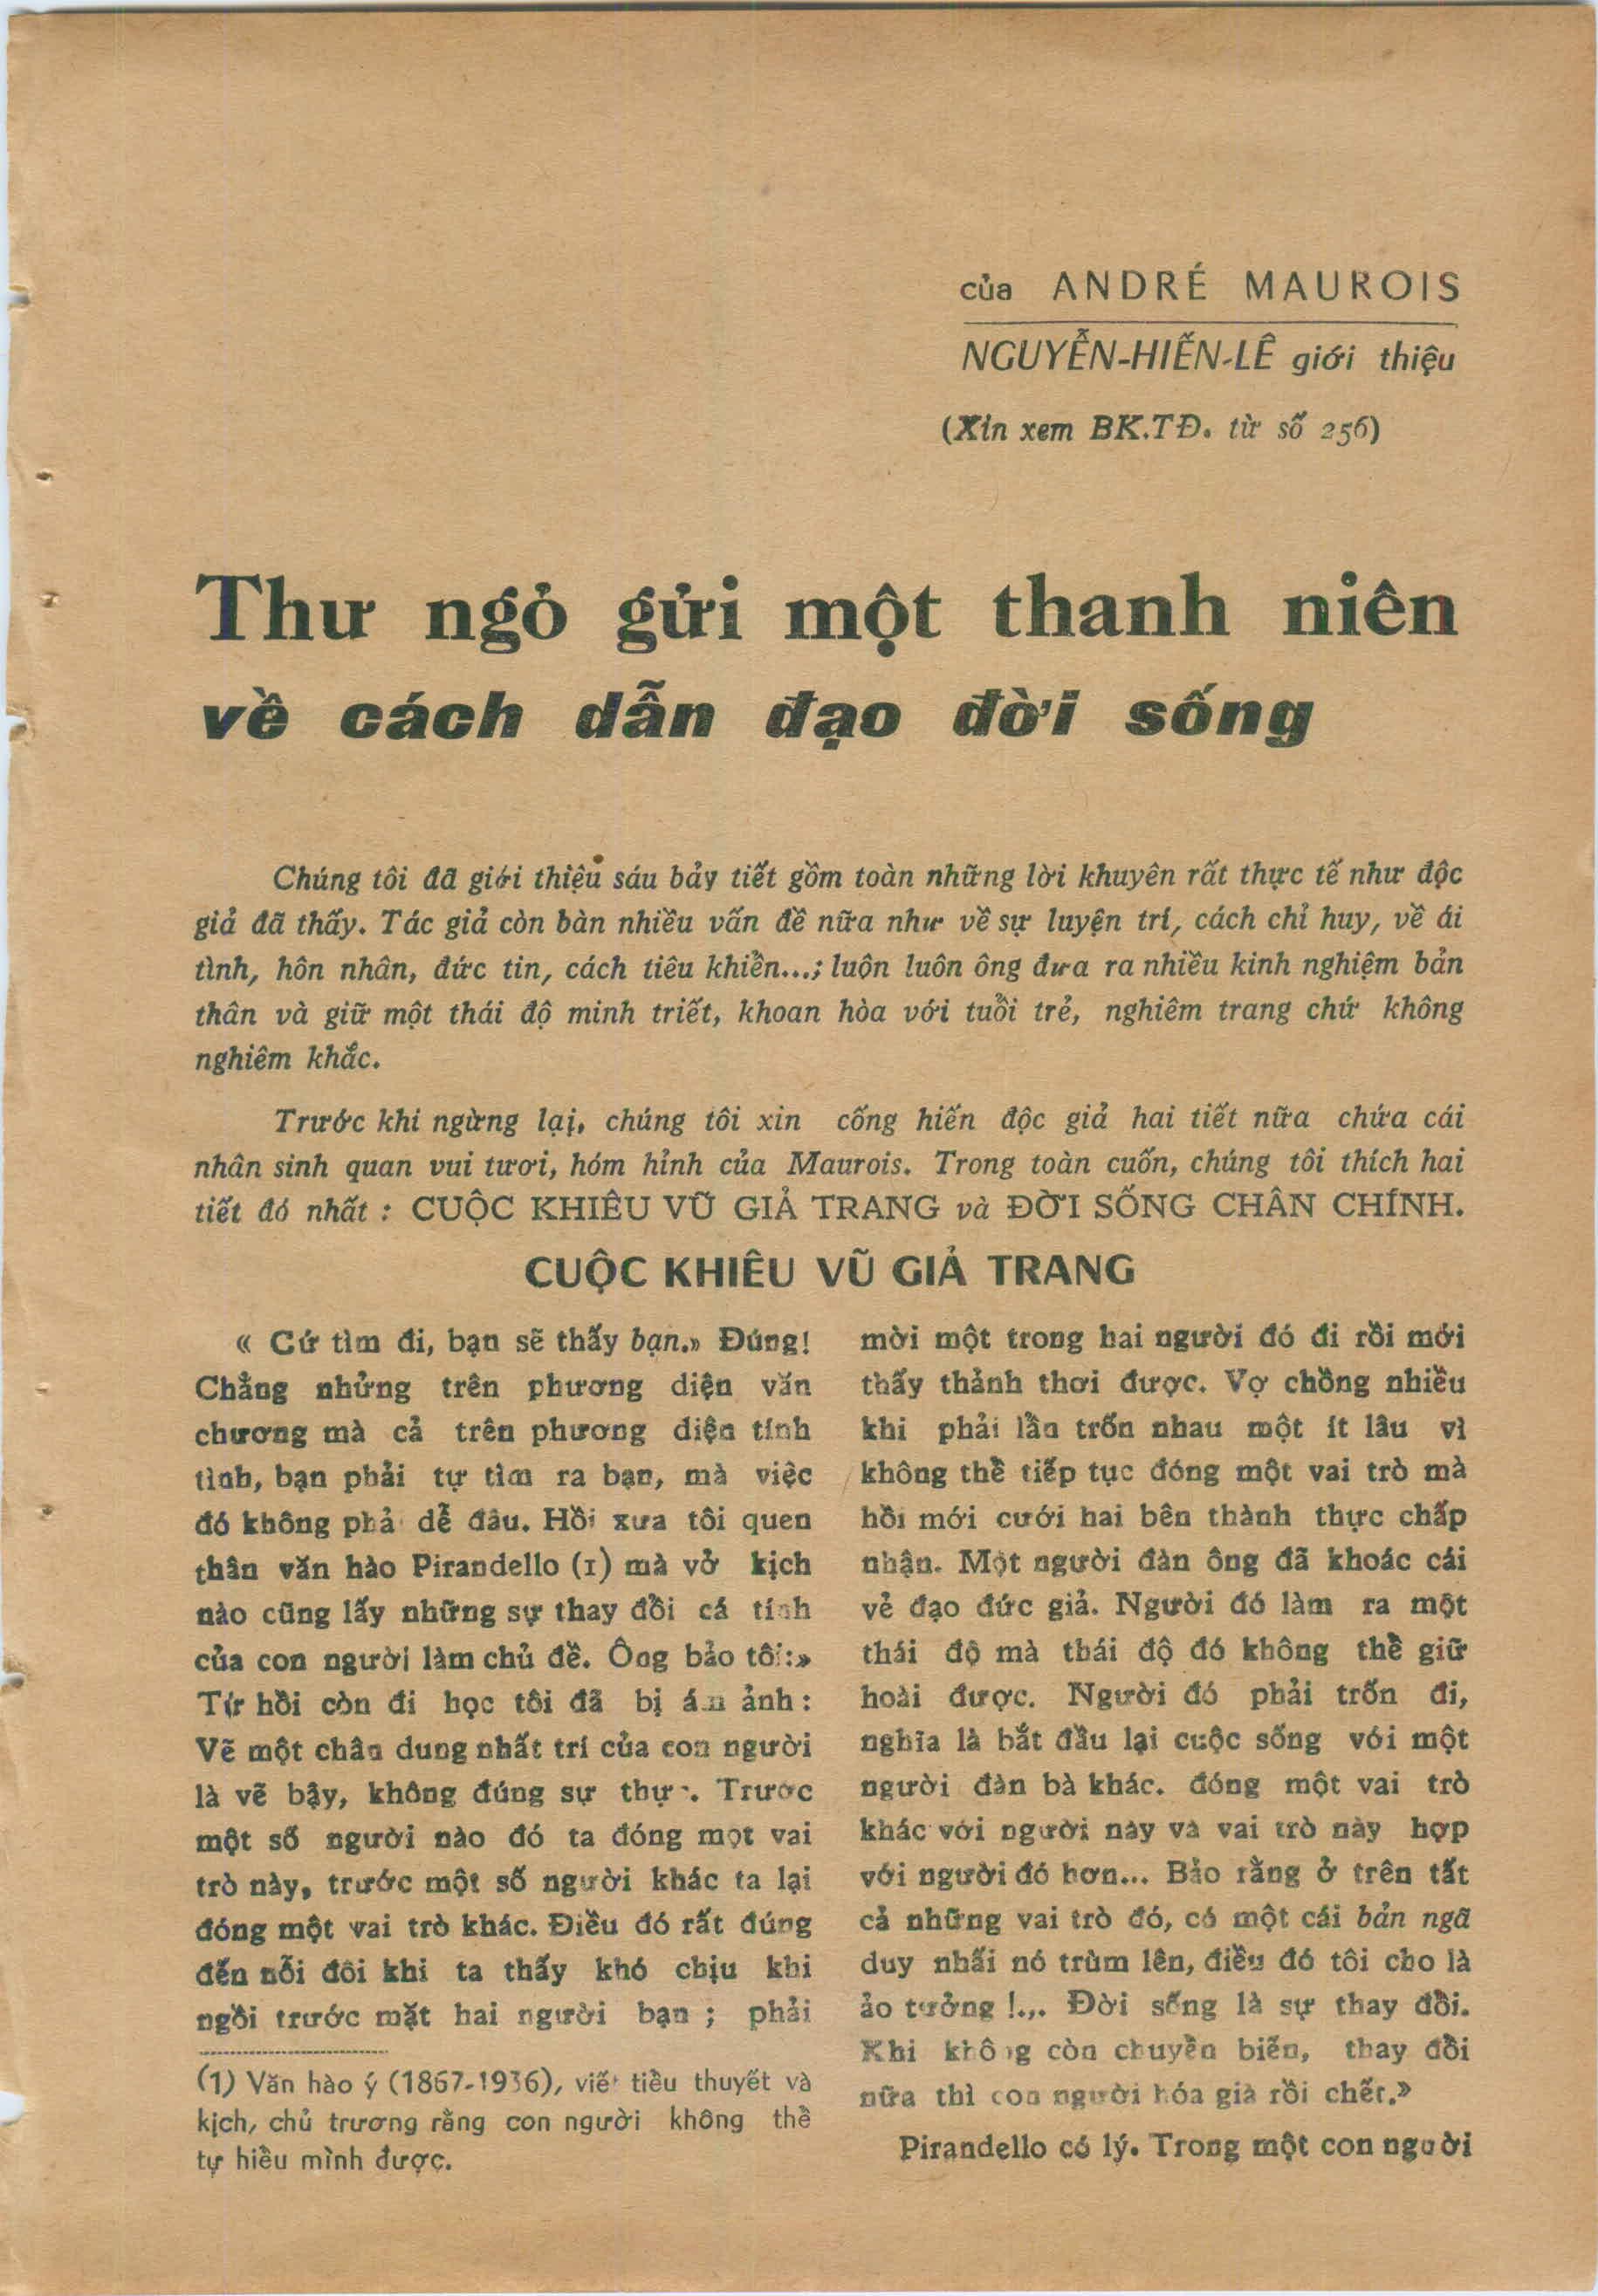 của ANDRÉ MAUROIS
NGUYỄN-HIẾN-LÊ giới thiệu
(Xin xem BK.TĐ. từ số 256)
Thư ngỏ gửi một thanh niên
về cách dẫn đạo đời sống
Chúng tôi đã giới thiệu sáu bảy tiết gồm toàn những lời khuyên rất thực tế như độc
giả đã thấy. Tác giả còn bàn nhiều vấn đề nữa như về sự luyện trí, cách chỉ huy, về ái
tình, hôn nhân, đức tin, cách tiêu khiển...; luôn luôn ông đưa ra nhiều kinh nghiệm bản
thân và giữ một thái độ minh triết, khoan hòa với tuổi trẻ, nghiêm trang chứ không
nghiêm khắc.
Trước khi ngừng lại, chúng tôi xin cống hiến độc giả hai tiết nữa chứa cái
nhân sinh quan vui tươi, hóm hỉnh của Maurois. Trong toàn cuốn, chúng tôi thích hai
tiết đó nhất : CUỘC KHIÊU VŨ GIẢ TRANG và ĐỜI SỐNG CHÂN CHÍNH.
CUỘC KHIÊU VŨ GIẢ TRANG
« Cứ tìm đi, bạn sẽ thấy bạn.» Đúng!
Chẳng những trên phương diện văn
chương mà cả trên phương diện tính
tình, bạn phải tự tìm ra bạn, mà việc
đó không phả dễ đâu. Hồi xưa tôi quen
thân văn hào Pirandello (1) mà vở kịch
nào cũng lấy những sự thay đổi cá tính
của con người làm chủ đề. Ông bảo tôi:»
Từ hồi còn đi học tôi đã bị ám ảnh :
Vẽ một chân dung nhất trí của con người
là vẽ bậy, không đúng sự thực. Trước
một số người nào đó ta đóng một vai
trò này, trước một số người khác ta lại
đóng một vai trò khác. Điều đó rất đúng
đến nỗi đôi khi ta thấy khó chịu khi
ngồi trước mặt hai người bạn ; phải
(1) Văn hào ý (1867-1936), viết tiểu thuyết và
kịch, chủ trương rằng con người không thể
tự hiểu mình được.
mời một trong hai người đó đi rồi mới
thấy thảnh thơi được. Vợ chồng nhiều
khi phải lẩn trốn nhau một ít lâu vì
không thể tiếp tục đóng một vai trò mà
hồi mới cưới hai bên thành thực chấp
nhận. Một người đàn ông đã khoác cái
vẻ đạo đức giả. Người đó làm ra một
thái độ mà thái độ đó không thể giữ
hoài được. Người đó phải trốn đi,
nghĩa là bắt đầu lại cuộc sống với một
người đàn bà khác. đóng một vai trò
khác với người này và vai trò này hợp
với người đó hơn... Bảo rằng ở trên tất
cả những vai trò đó, có một cái bản ngã
duy nhấi nó trùm lên, điều đó tôi cho là
ảo tưởng !... Đời sống là sự thay đổi.
Khi không còn chuyển biến, thay đổi
nữa thì con người hóa già rồi chết.»
Pirandello có lý. Trong một con người